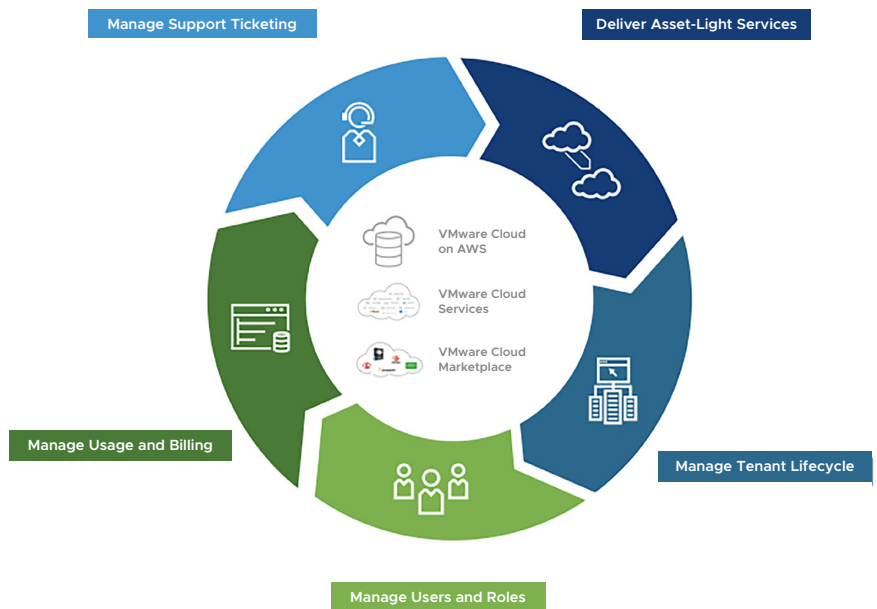 Manage Support Ticketing
Deliver Asset-Light Services
VMware Cloud
on AWS
VMware Cloud
Services
VMware Cloud
Marketplace
Manage Usage and Billing
Manage Tenant Lifecycle
Manage Users and Roles